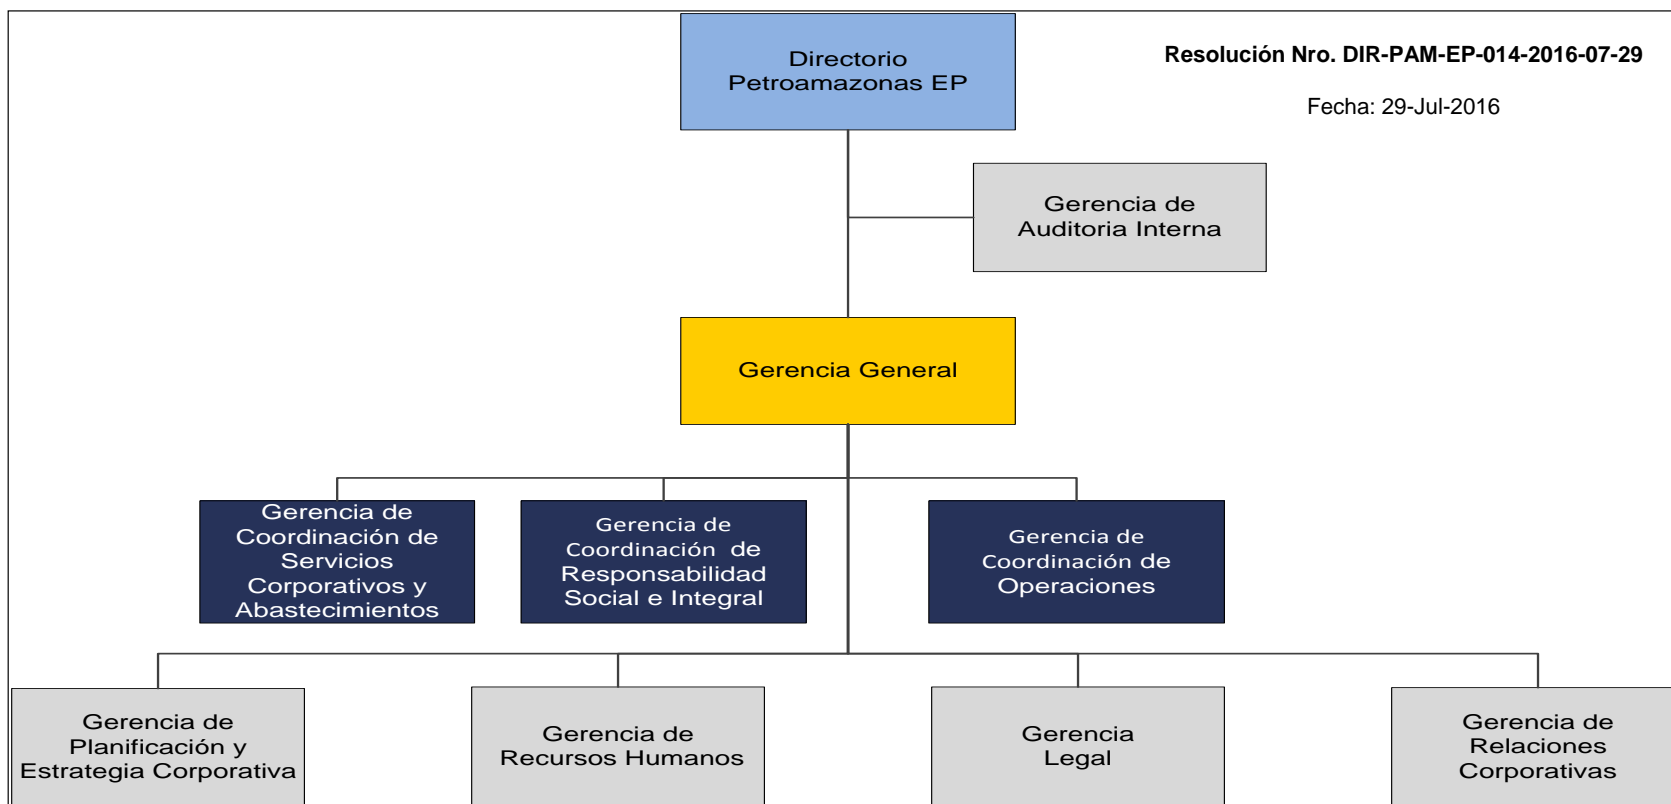 Directorio
Petroamazonas EP
Resolución Nro. DIR-PAM-EP-014-2016-07-29
Fecha: 29-Jul-2016
Gerencia de
Auditoria Interna
Gerencia General
Gerencia de
Coordinación de
Servicios
Corporativos y
Abastecimientos
Gerencia de
Coordinación de
Responsabilidad
Social e Integral
Gerencia de
Coordinación de
Operaciones
Gerencia de
Planificación y
Estrategia Corporativa
Gerencia de
Recursos Humanos
Gerencia
Legal
Gerencia de
Relaciones
Corporativas